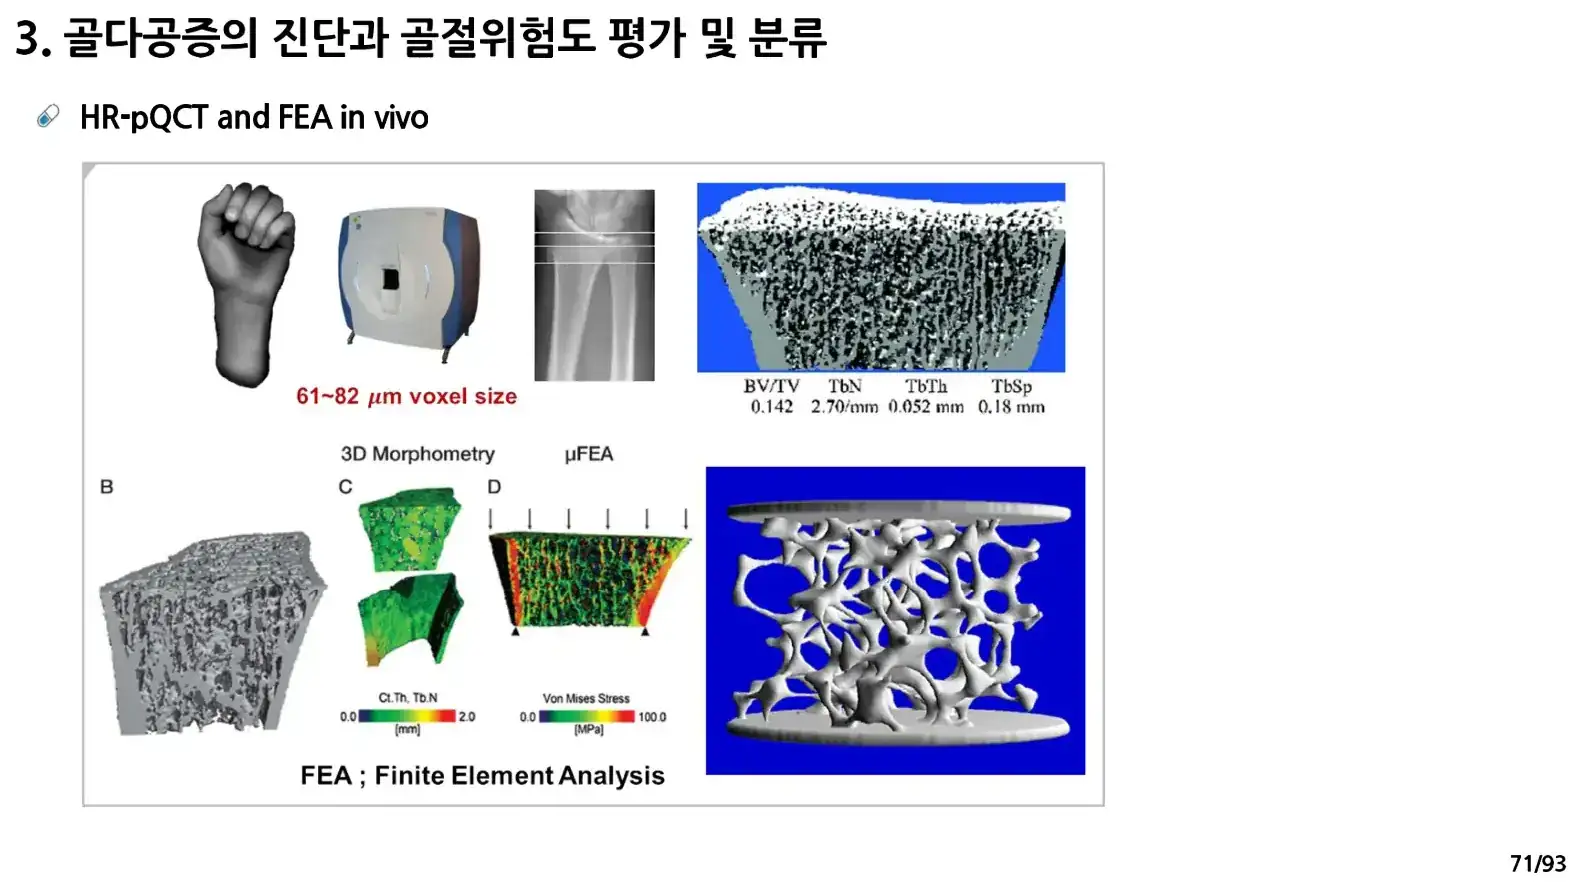 3. 골다공증의 진단과 골절위험도 평가 및 분류
HR-pQCT and FEA in vivo
61~82 μm voxel size
BV/TV TbN TbTh TbSp
0.142 2.70/mm 0.052 mm 0.18 mm
3D Morphometry μFEA
B C D
Ct.Th, Tb.N
0.0 2.0
[mm]
Von Mises Stress
0.0 100.0
[MPa]
FEA ; Finite Element Analysis
71/93